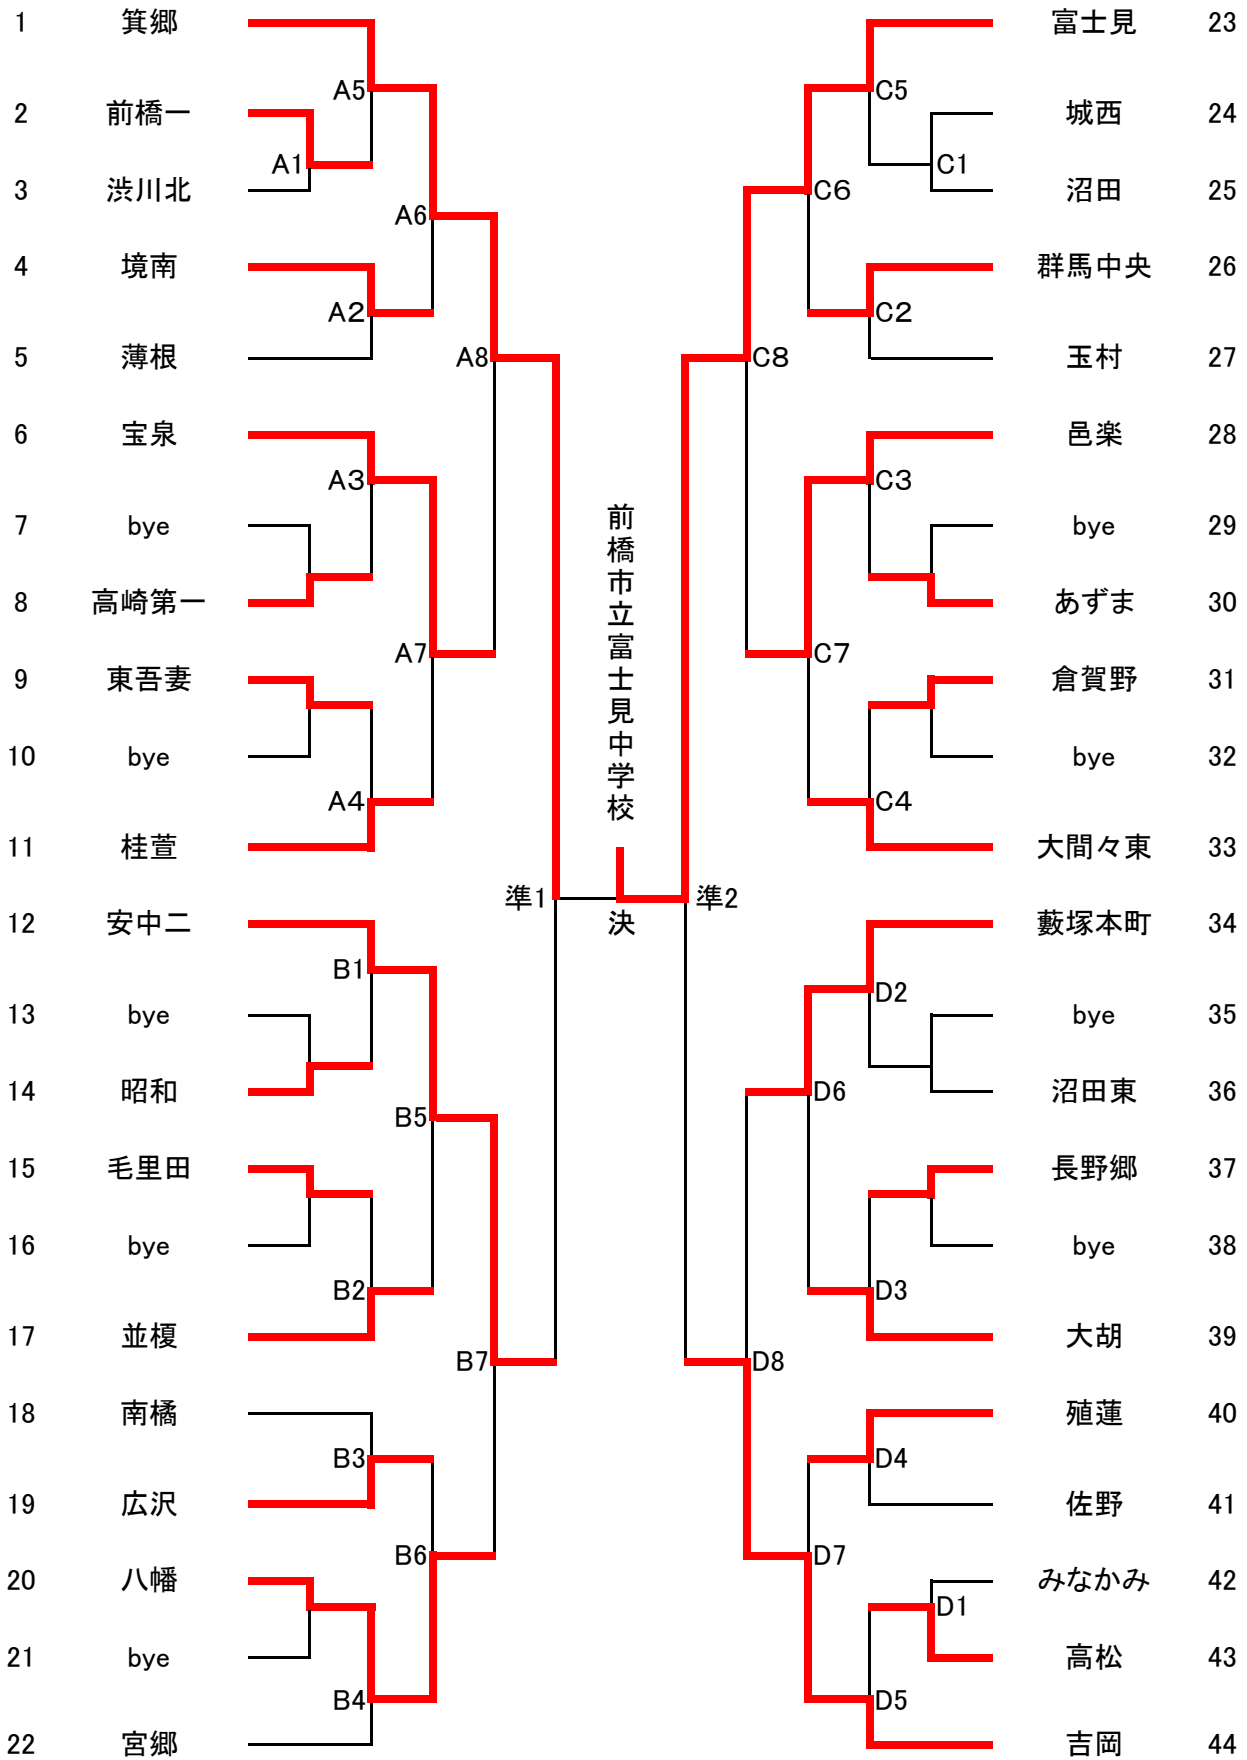 1 箕郷
A5
2 前橋一
A1
3 渋川北
A6
4 境南
A2
5 薄根
A8
6 宝泉
A3
7 bye
8 高崎第一
A7
9 東吾妻
10 bye
A4
11 桂萱
準1
12 安中二
B1
13 bye
14 昭和
B5
15 毛里田
16 bye
B2
17 並榎
B7
18 南橘
B3
19 広沢
B6
20 八幡
21 bye
B4
22 宮郷
前橋市立富士見中学校
決
富士見 23
C5
城西 24
C1
沼田 25
C6
群馬中央 26
C2
玉村 27
C8
邑楽 28
C3
bye 29
あずま 30
C7
倉賀野 31
bye 32
C4
大間々東 33
準2
藪塚本町 34
D2
bye 35
沼田東 36
D6
長野郷 37
bye 38
D3
大胡 39
D8
殖蓮 40
D4
佐野 41
D7
みなかみ 42
D1
高松 43
D5
吉岡 44